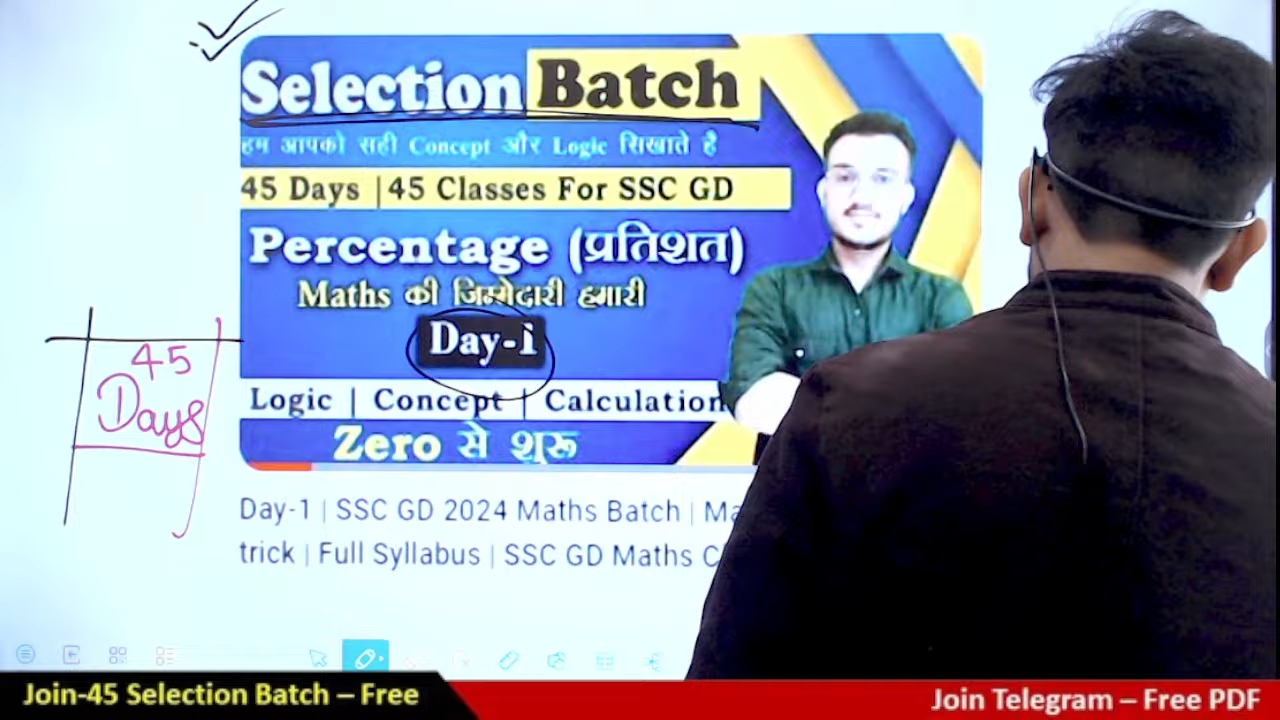 Selection Batch
हम आपको सही Concept और Logic सिखाते है
45 Days | 45 Classes For SSC GD
Percentage (प्रतिशत)
Maths की जिम्मेदारी हमारी
Day-1
Logic | Concept | Calculation
Zero से शुरू
45
Days
Day-1 | SSC GD 2024 Maths Batch |
trick | Full Syllabus | SSC GD Maths
Join-45 Selection Batch – Free
Join Telegram – Free PDF